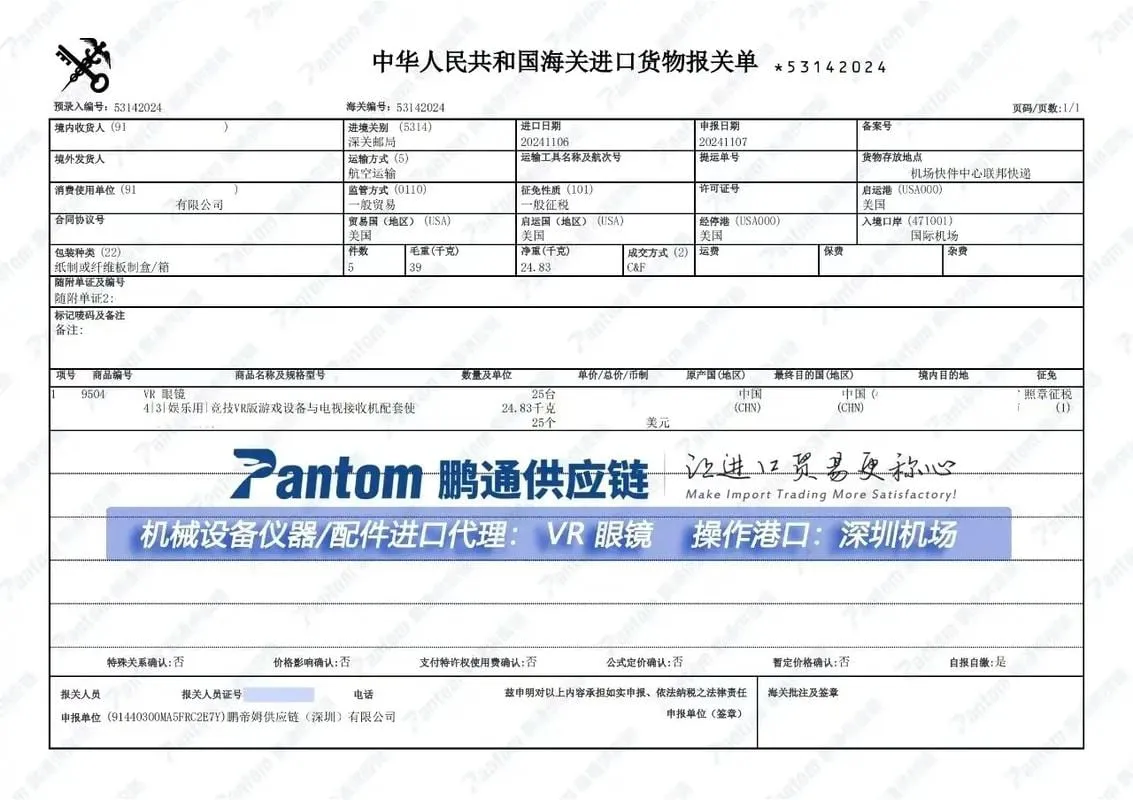 中华人民共和国海关进口货物报关单 *53142024
预录入编号：53142024 海关编号：53142024 页码/页数:1/1
境内收货人 (91 ) 进境关别 (5314) 进口日期 申报日期 备案号
深关邮局 20241106 20241107
境外发货人 运输方式 (5) 运输工具名称及航次号 提运单号 货物存放地点
航空运输 机场快件中心联邦快递
消费使用单位 (91 ) 监管方式 (0110) 征免性质 (101) 许可证号 启运港 (USA000)
有限公司 一般贸易 一般征税 美国
合同协议号 贸易国（地区） (USA) 启运国（地区） (USA) 经停港 (USA000) 入境口岸 (471001)
美国 美国 美国 国际机场
包装种类 (22) 件数 毛重(千克) 净重(千克) 成交方式 (2) 运费 保费 杂费
纸制或纤维板制盒/箱 5 39 24.83 C&F
随附单证及编号
随附单证2:
标记唛码及备注
备注:
项号 商品编号 商品名称及规格型号 数量及单位 单价/总价/币制 原产国(地区) 最终目的国(地区) 境内目的地 征免
1 9504 VR 眼镜 25台 中国 中国 ( 照章征税
4|3|娱乐用|竞技VR版游戏设备与电视接收机配套使 24.83千克 (CHN) (CHN) (1)
25个 美元
Pantom 鹏通供应链 让进口贸易更称心
Make Import Trading More Satisfactory!
机械设备仪器/配件进口代理： VR 眼镜 操作港口：深圳机场
特殊关系确认:否 价格影响确认:否 支付特许权使用费确认:否 公式定价确认:否 暂定价格确认:否 自报自缴:是
报关人员 报关人员证号 电话 兹申明对以上内容承担如实申报、依法纳税之法律责任 海关批注及签章
申报单位 (91440300MA5FRC2E7Y)鹏帝姆供应链（深圳）有限公司 申报单位（签章）